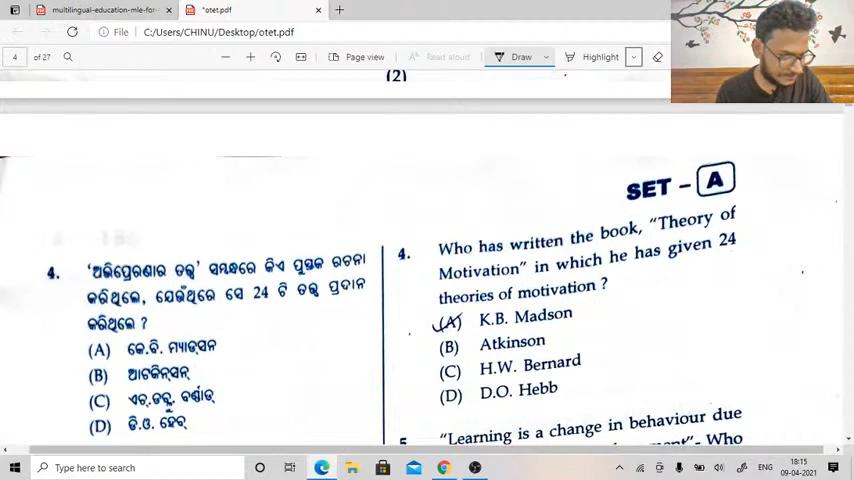 multilingual-education-mle-for-
*otet.pdf
File
C:/Users/CHINU/Desktop/otet.pdf
4
of 27
Page view
Read aloud
Draw
Highlight
(2)
SET - A
4. ‘ଅଭିପ୍ରେରଣାର ତତ୍ତ୍ୱ’ ସମ୍ବନ୍ଧରେ କିଏ ପୁସ୍ତକ ରଚନା
କରିଥିଲେ, ଯେଉଁଥିରେ ସେ 24 ଟି ତତ୍ତ୍ୱ ପ୍ରଦାନ
କରିଥିଲେ ?
(A) କେ.ବି. ମ୍ୟାଡ୍‌ସନ
(B) ଆଟକିନ୍‌ସନ୍
(C) ଏଚ୍.ଡବ୍ଲୁ. ବର୍ଣ୍ଣାଡ୍
(D) ଡି.ଓ. ହେବ୍
4. Who has written the book, “Theory of
Motivation” in which he has given 24
theories of motivation ?
(A) K.B. Madson
(B) Atkinson
(C) H.W. Bernard
(D) D.O. Hebb
5. “Learning is a change in behaviour due
Who
Type here to search
ENG
18:15
09-04-2021